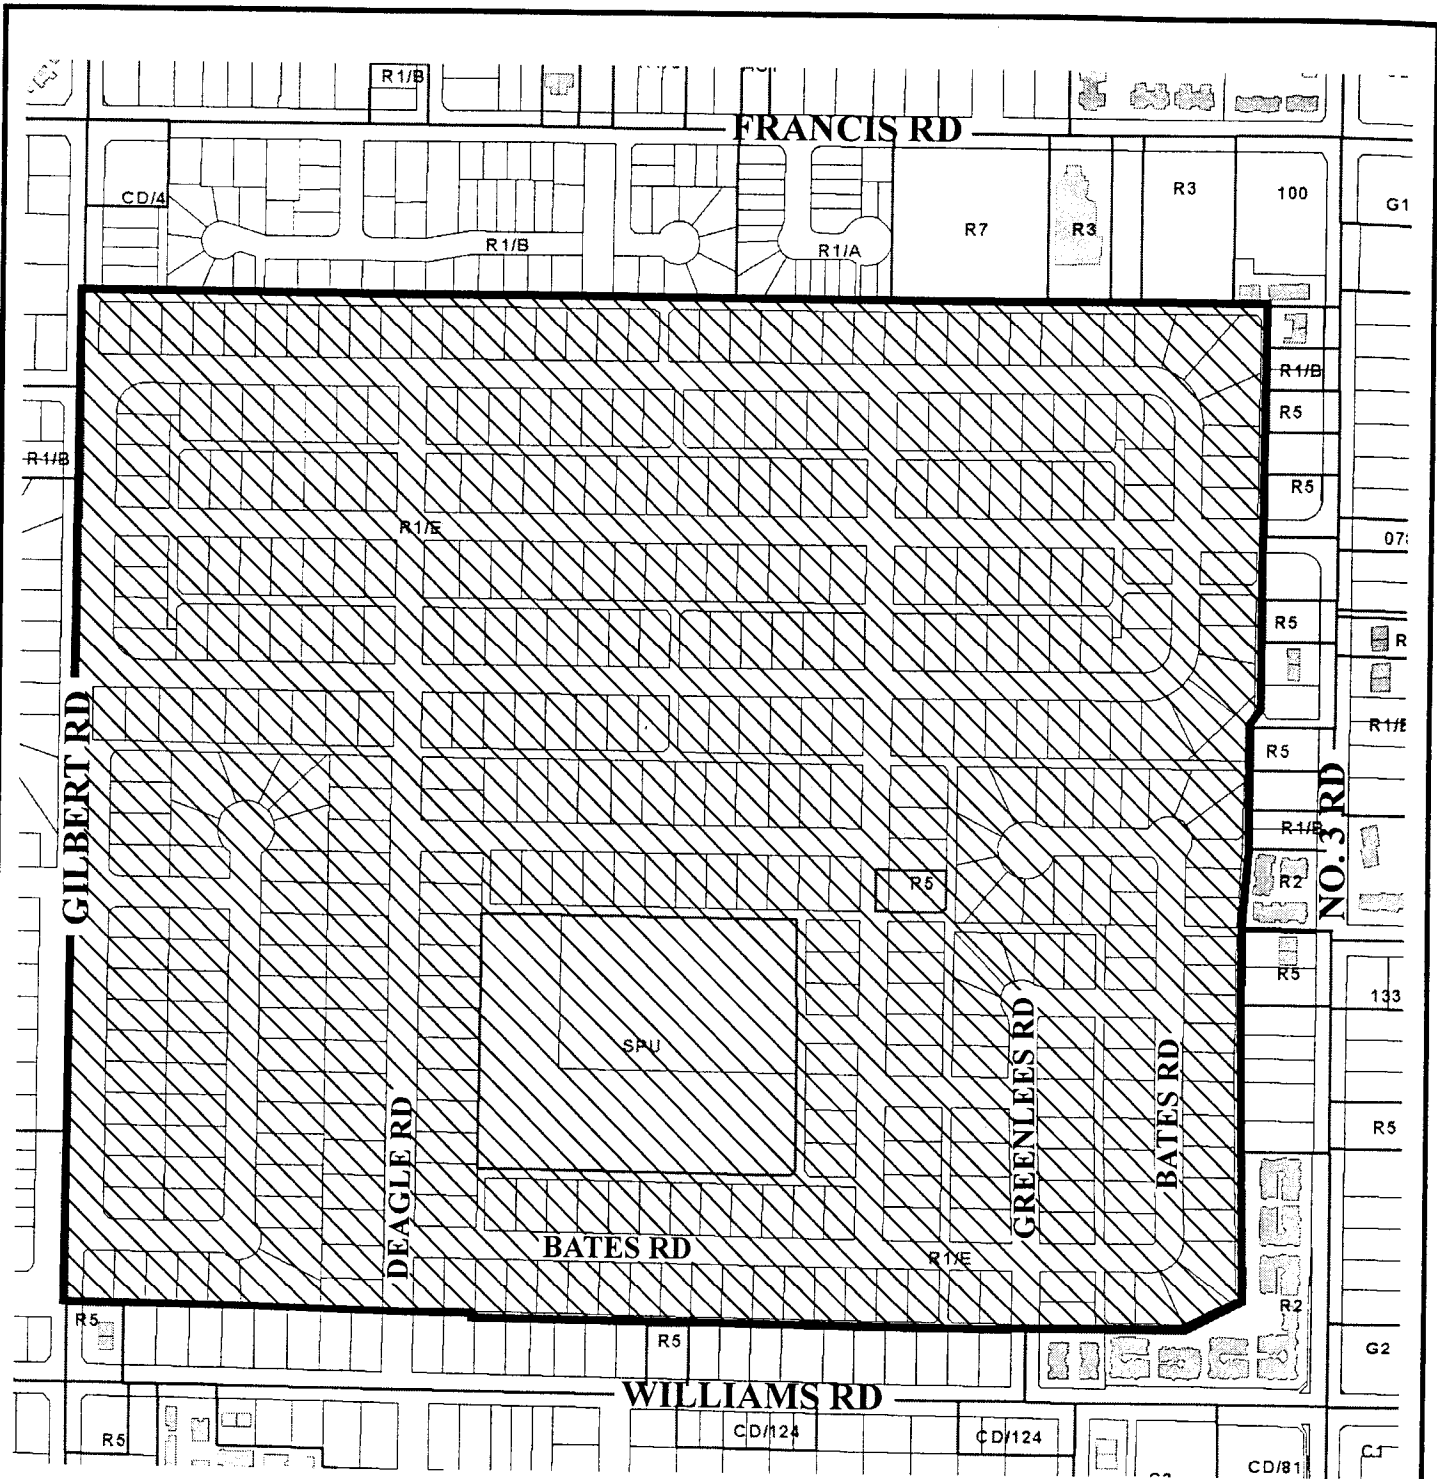 R1/B
FRANCIS RD
CD/4
R3
100
G1
R1/B
R1/A
R7
R3
R1/B
R5
R1/B
R5
R1/E
R5
R5
GILBERT RD
R5
NO. 3 RD
R1/B
R5
R2
R5
133
SPU
DEAGLE RD
GREENLEES RD
BATES RD
R5
BATES RD
R1/E
R2
R5
R5
G2
WILLIAMS RD
R5
CD/124
CD/124
CD/81